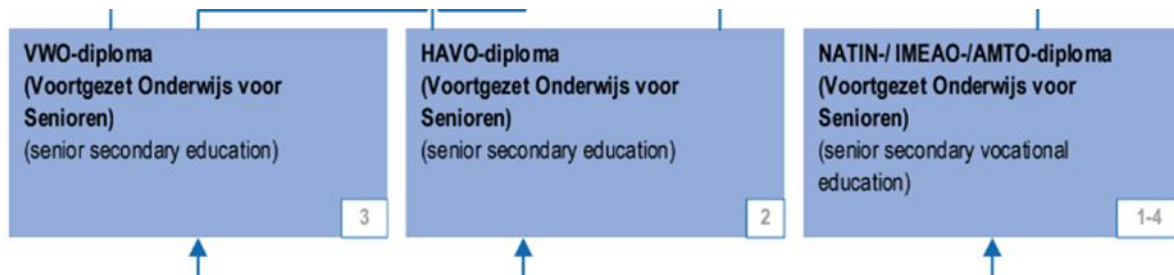 VWO-diploma
(Voortgezet Onderwijs voor
Senioren)
(senior secondary education)
3
HAVO-diploma
(Voortgezet Onderwijs voor
Senioren)
(senior secondary education)
2
NATIN-/ IMEAO-/AMTO-diploma
(Voortgezet Onderwijs voor
Senioren)
(senior secondary vocational
education)
1-4